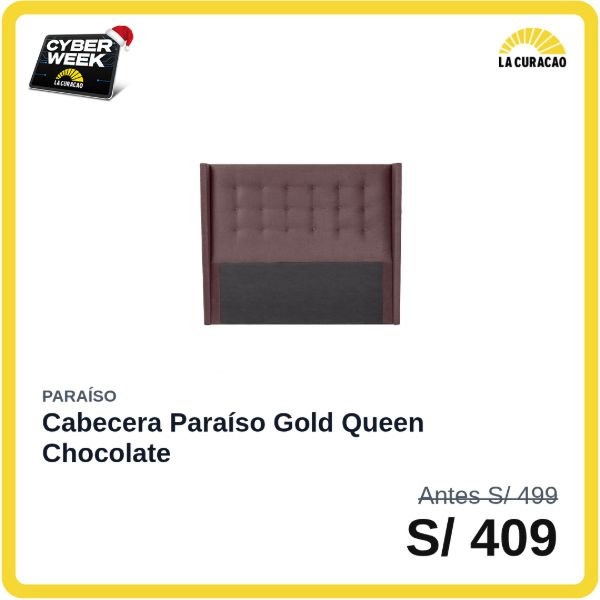 CYBER
WEEK
LA CURACAO
LA CURACAO
PARAÍSO
Cabecera Paraíso Gold Queen
Chocolate
Antes S/ 499
S/ 409